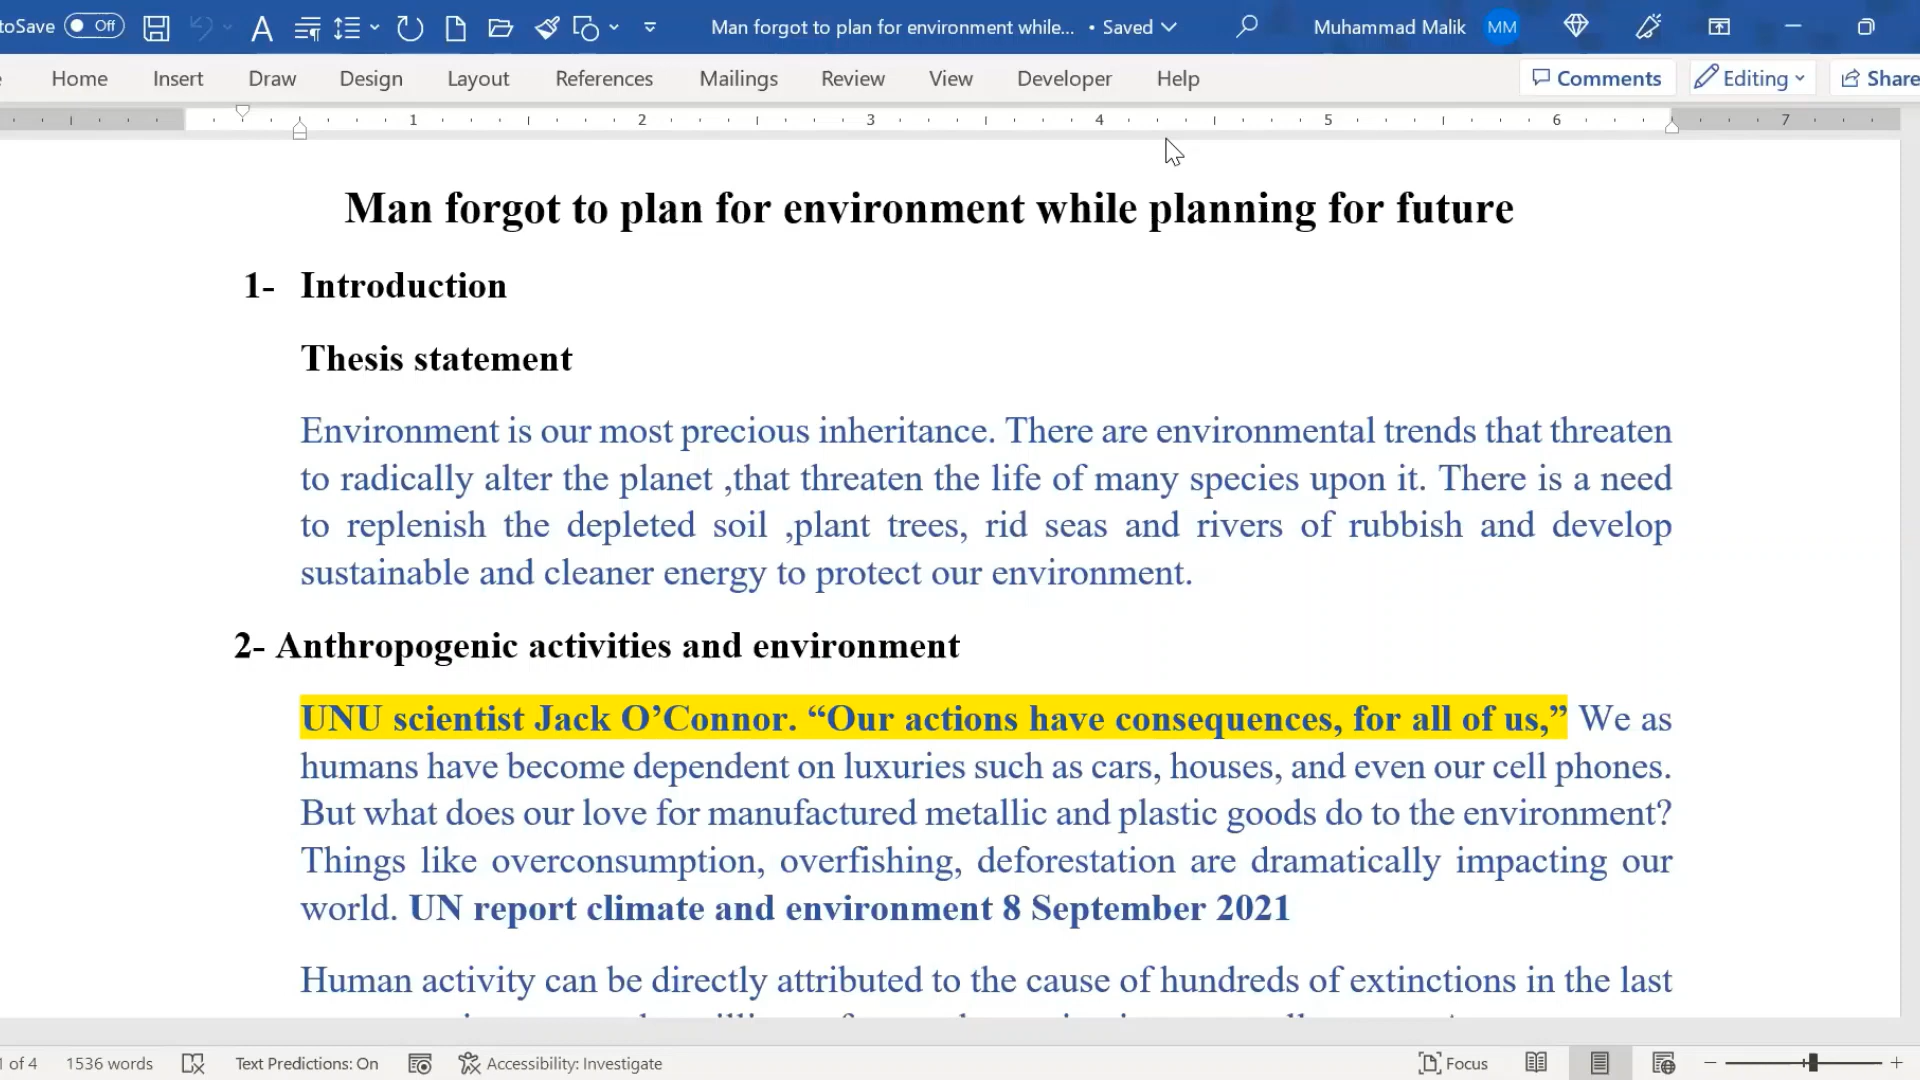 toSave Off Man forgot to plan for environment while... • Saved Muhammad Malik MM
Home Insert Draw Design Layout References Mailings Review View Developer Help Comments Editing Share
1 2 3 4 5 6 7
Man forgot to plan for environment while planning for future
1- Introduction
Thesis statement
Environment is our most precious inheritance. There are environmental trends that threaten
to radically alter the planet ,that threaten the life of many species upon it. There is a need
to replenish the depleted soil ,plant trees, rid seas and rivers of rubbish and develop
sustainable and cleaner energy to protect our environment.
2- Anthropogenic activities and environment
UNU scientist Jack O’Connor. “Our actions have consequences, for all of us,” We as
humans have become dependent on luxuries such as cars, houses, and even our cell phones.
But what does our love for manufactured metallic and plastic goods do to the environment?
Things like overconsumption, overfishing, deforestation are dramatically impacting our
world. UN report climate and environment 8 September 2021
Human activity can be directly attributed to the cause of hundreds of extinctions in the last
1 of 4 1536 words Text Predictions: On Accessibility: Investigate Focus